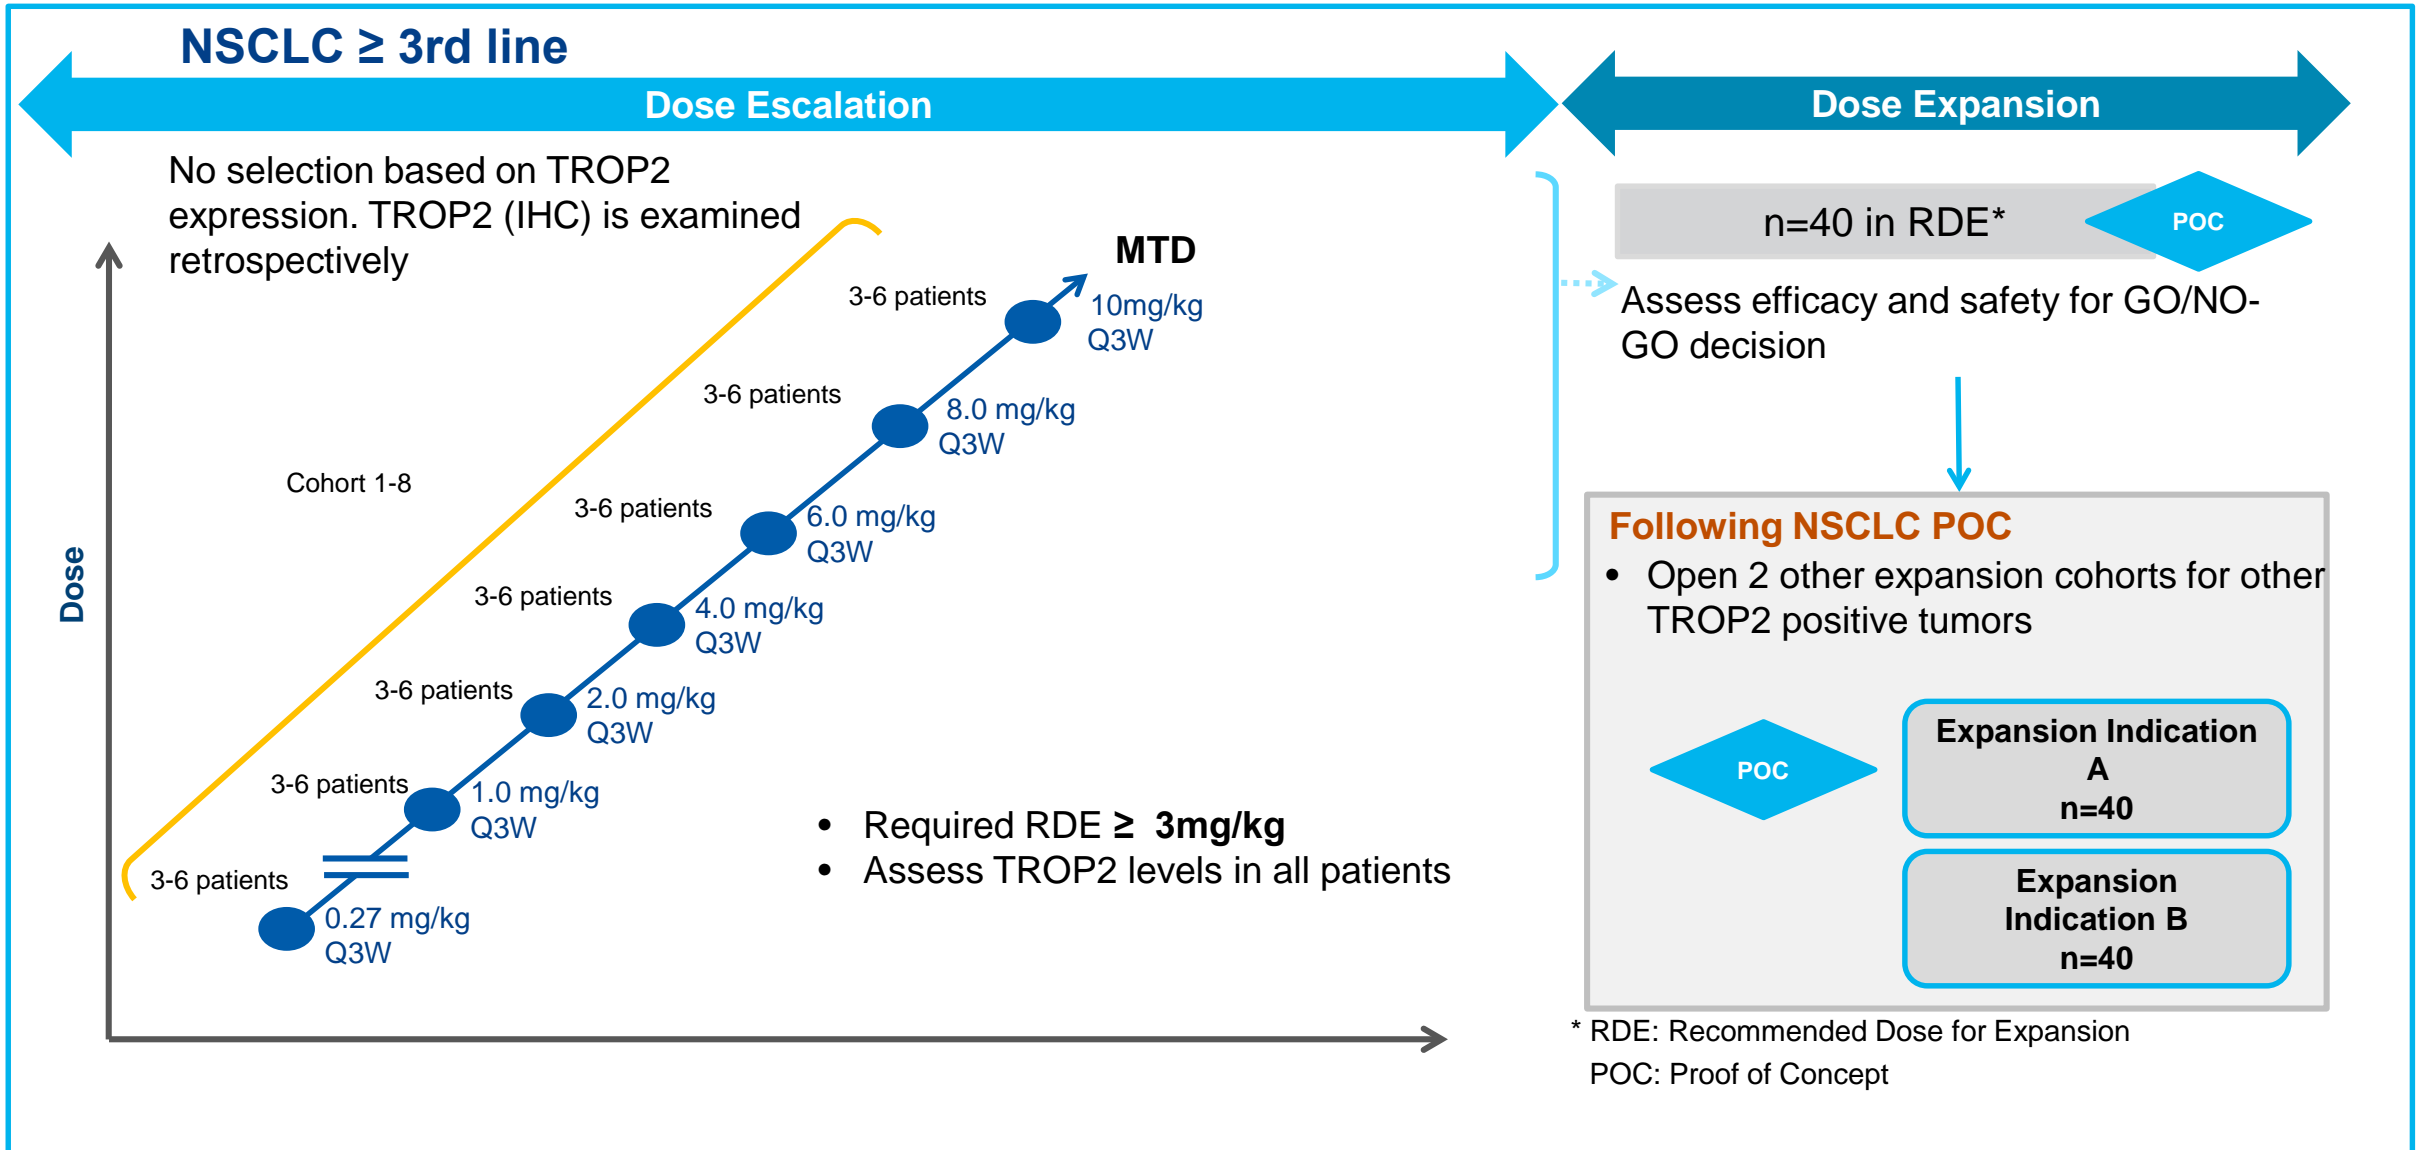 NSCLC ≥ 3rd line
Dose Escalation
Dose Expansion
No selection based on TROP2
expression. TROP2 (IHC) is examined
retrospectively
MTD
3-6 patients
10mg/kg
Q3W
3-6 patients
8.0 mg/kg
Q3W
Cohort 1-8
3-6 patients
6.0 mg/kg
Q3W
3-6 patients
4.0 mg/kg
Q3W
Dose
3-6 patients
2.0 mg/kg
Q3W
3-6 patients
1.0 mg/kg
Q3W
3-6 patients
0.27 mg/kg
Q3W
• Required RDE ≥ 3mg/kg
• Assess TROP2 levels in all patients
n=40 in RDE*
POC
Assess efficacy and safety for GO/NO-
GO decision
Following NSCLC POC
• Open 2 other expansion cohorts for other
TROP2 positive tumors
POC
Expansion Indication
A
n=40
Expansion
Indication B
n=40
* RDE: Recommended Dose for Expansion
POC: Proof of Concept